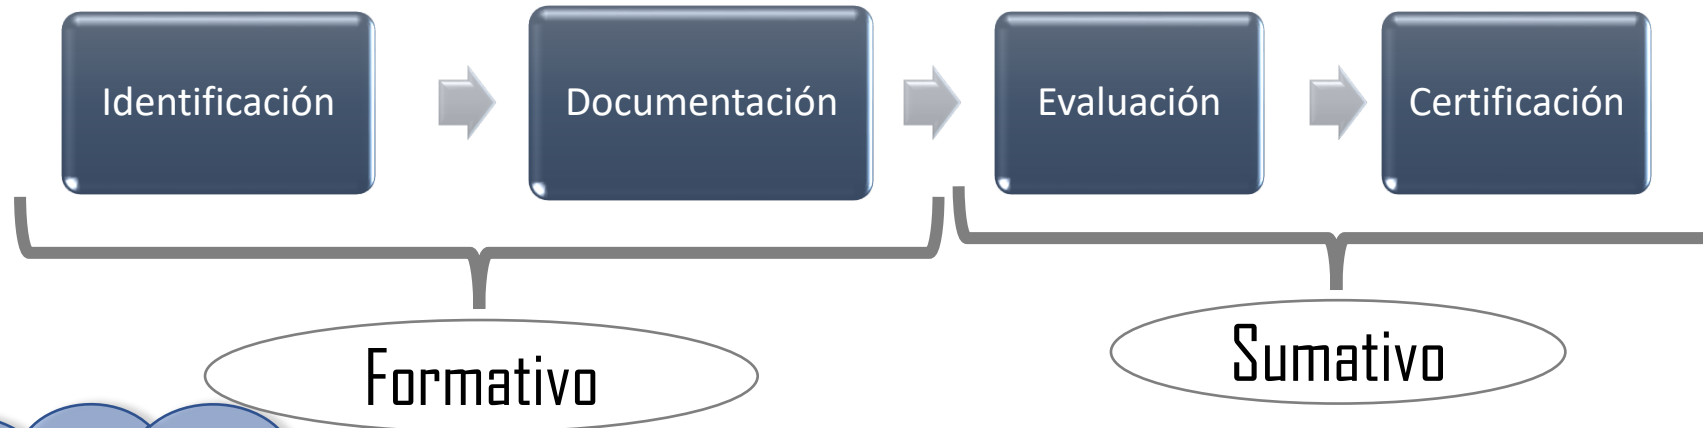 Identificación
Documentación
Evaluación
Certificación
Formativo
Sumativo